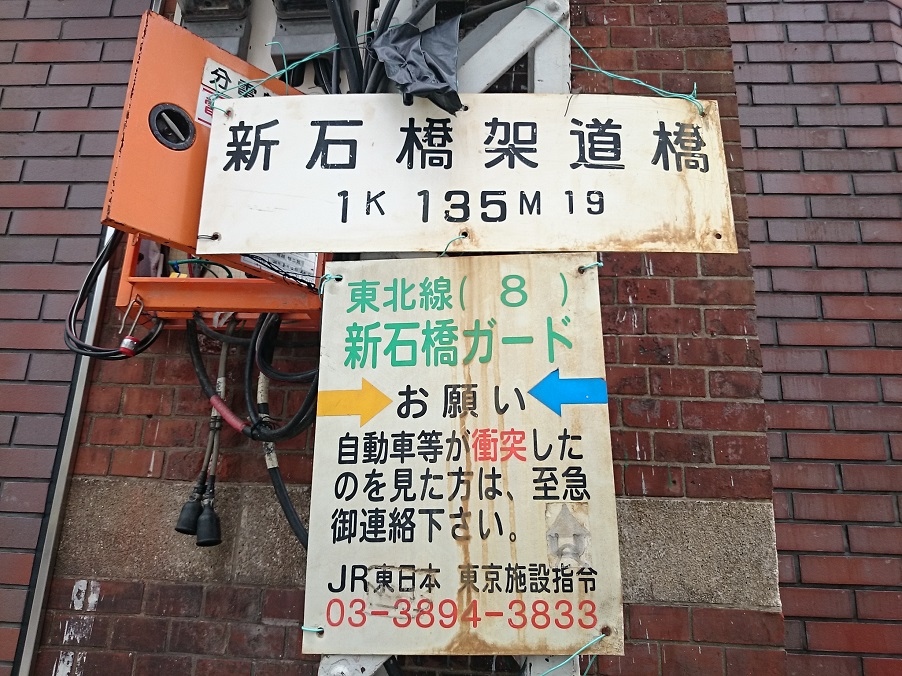 分電
新石橋架道橋
1K 135M 19
東北線( 8 )
新石橋ガード
お願い
自動車等が衝突した
のを見た方は、至急
御連絡下さい。
JR東日本 東京施設指令
03-3894-3833